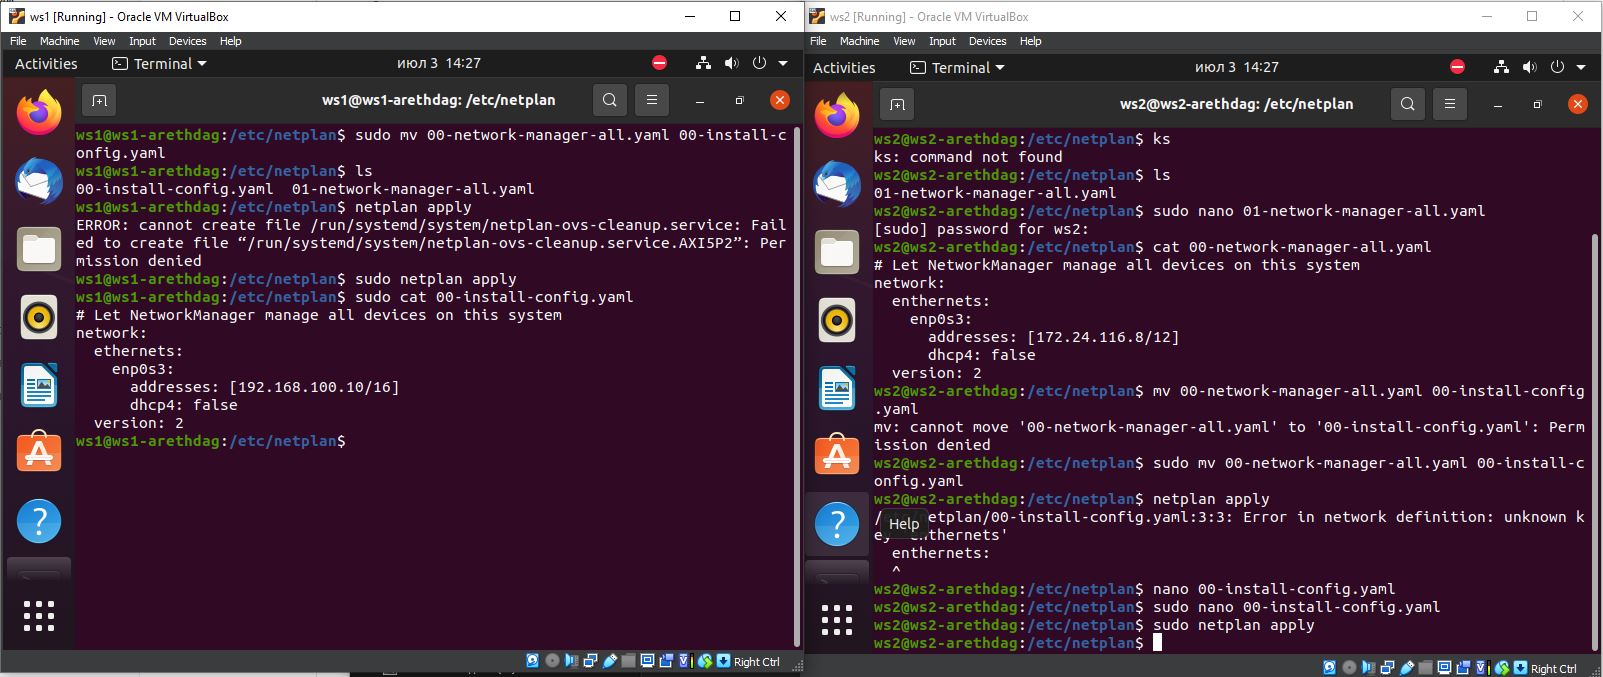 ws1 [Running] - Oracle VM VirtualBox
File Machine View Input Devices Help
Activities Terminal июл 3 14:27
ws1@ws1-arethdag: /etc/netplan
ws1@ws1-arethdag:/etc/netplan$ sudo mv 00-network-manager-all.yaml 00-install-c
onfig.yaml
ws1@ws1-arethdag:/etc/netplan$ ls
00-install-config.yaml  01-network-manager-all.yaml
ws1@ws1-arethdag:/etc/netplan$ netplan apply
ERROR: cannot create file /run/systemd/system/netplan-ovs-cleanup.service: Fail
ed to create file “/run/systemd/system/netplan-ovs-cleanup.service.AXI5P2”: Per
mission denied
ws1@ws1-arethdag:/etc/netplan$ sudo netplan apply
ws1@ws1-arethdag:/etc/netplan$ sudo cat 00-install-config.yaml
# Let NetworkManager manage all devices on this system
network:
  ethernets:
    enp0s3:
      addresses: [192.168.100.10/16]
      dhcp4: false
  version: 2
ws1@ws1-arethdag:/etc/netplan$
Right Ctrl
ws2 [Running] - Oracle VM VirtualBox
File Machine View Input Devices Help
Activities Terminal июл 3 14:27
ws2@ws2-arethdag: /etc/netplan
ws2@ws2-arethdag:/etc/netplan$ ks
ks: command not found
ws2@ws2-arethdag:/etc/netplan$ ls
01-network-manager-all.yaml
ws2@ws2-arethdag:/etc/netplan$ sudo nano 01-network-manager-all.yaml
[sudo] password for ws2:
ws2@ws2-arethdag:/etc/netplan$ cat 00-network-manager-all.yaml
# Let NetworkManager manage all devices on this system
network:
  enthernets:
    enp0s3:
      addresses: [172.24.116.8/12]
      dhcp4: false
  version: 2
ws2@ws2-arethdag:/etc/netplan$ mv 00-network-manager-all.yaml 00-install-config
.yaml
mv: cannot move '00-network-manager-all.yaml' to '00-install-config.yaml': Perm
ission denied
ws2@ws2-arethdag:/etc/netplan$ sudo mv 00-network-manager-all.yaml 00-install-c
onfig.yaml
ws2@ws2-arethdag:/etc/netplan$ netplan apply
/netplan/00-install-config.yaml:3:3: Error in network definition: unknown k
Help
ey enthernets'
  enthernets:
  ^
ws2@ws2-arethdag:/etc/netplan$ nano 00-install-config.yaml
ws2@ws2-arethdag:/etc/netplan$ sudo nano 00-install-config.yaml
ws2@ws2-arethdag:/etc/netplan$ sudo netplan apply
ws2@ws2-arethdag:/etc/netplan$
Right Ctrl